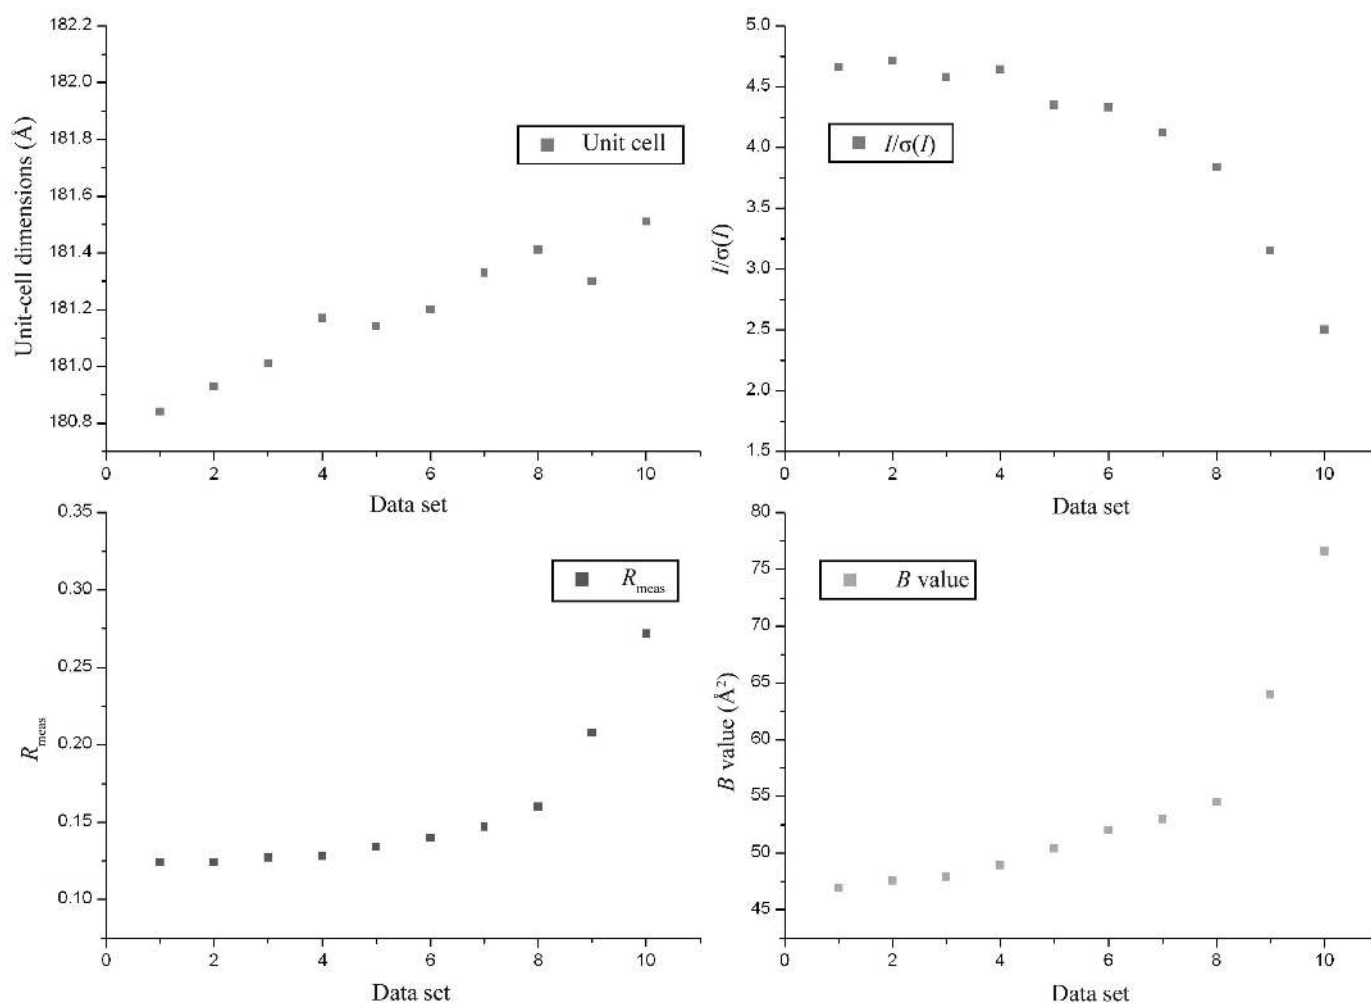 182.2
182.0
181.8
181.6
181.4
181.2
181.0
180.8
Unit-cell dimensions (Å)
Unit cell
0 2 4 6 8 10
Data set
5.0
4.5
4.0
3.5
3.0
2.5
2.0
1.5
I/σ(I)
I/σ(I)
0 2 4 6 8 10
Data set
0.35
0.30
0.25
0.20
0.15
0.10
Rmeas
Rmeas
0 2 4 6 8 10
Data set
80
75
70
65
60
55
50
45
B value (Å²)
B value
0 2 4 6 8 10
Data set